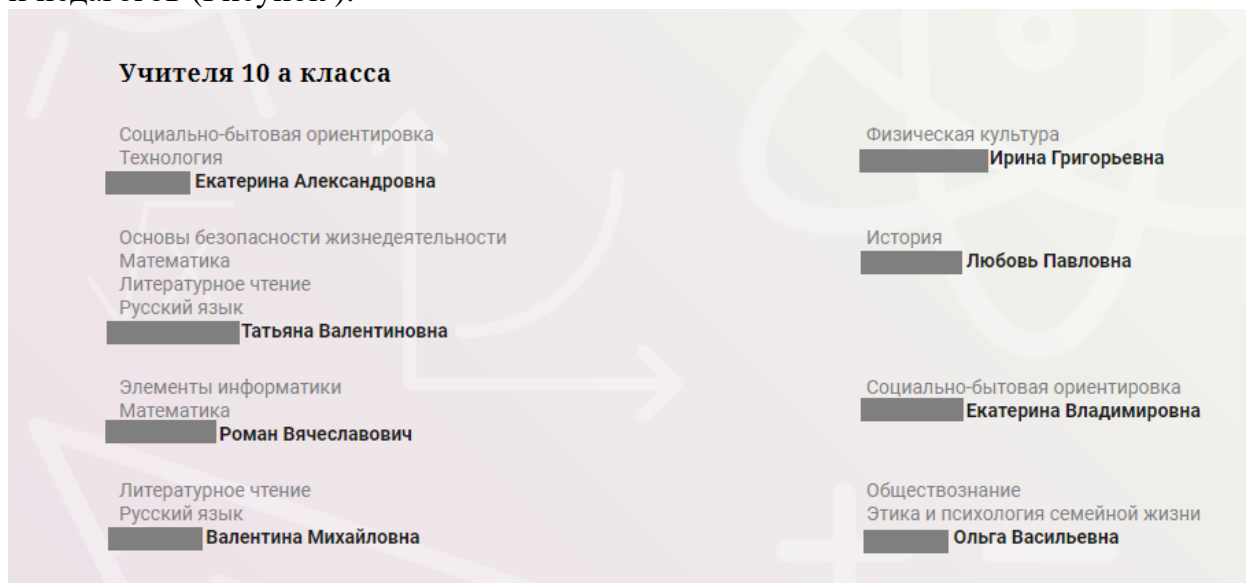 Учителя 10 а класса
Социально-бытовая ориентировка
Технология
Екатерина Александровна
Основы безопасности жизнедеятельности
Математика
Литературное чтение
Русский язык
Татьяна Валентиновна
Элементы информатики
Математика
Роман Вячеславович
Литературное чтение
Русский язык
Валентина Михайловна
Физическая культура
Ирина Григорьевна
История
Любовь Павловна
Социально-бытовая ориентировка
Екатерина Владимировна
Обществознание
Этика и психология семейной жизни
Ольга Васильевна